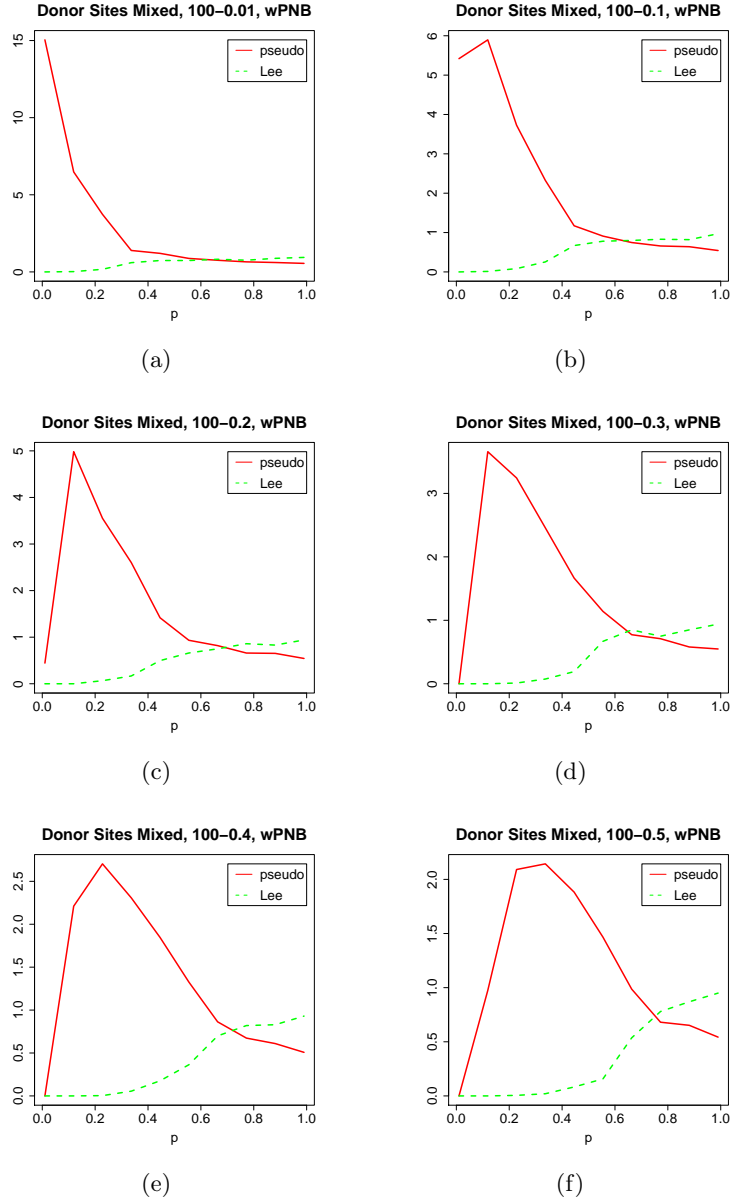 Donor Sites Mixed, 100−0.01, wPNB
pseudo
Lee
15
10
5
0
0.0 0.2 0.4 0.6 0.8 1.0
p
(a)
Donor Sites Mixed, 100−0.1, wPNB
pseudo
Lee
6
5
4
3
2
1
0
0.0 0.2 0.4 0.6 0.8 1.0
p
(b)
Donor Sites Mixed, 100−0.2, wPNB
pseudo
Lee
5
4
3
2
1
0
0.0 0.2 0.4 0.6 0.8 1.0
p
(c)
Donor Sites Mixed, 100−0.3, wPNB
pseudo
Lee
3
2
1
0
0.0 0.2 0.4 0.6 0.8 1.0
p
(d)
Donor Sites Mixed, 100−0.4, wPNB
pseudo
Lee
2.5
2.0
1.5
1.0
0.5
0.0
0.0 0.2 0.4 0.6 0.8 1.0
p
(e)
Donor Sites Mixed, 100−0.5, wPNB
pseudo
Lee
2.0
1.5
1.0
0.5
0.0
0.0 0.2 0.4 0.6 0.8 1.0
p
(f)